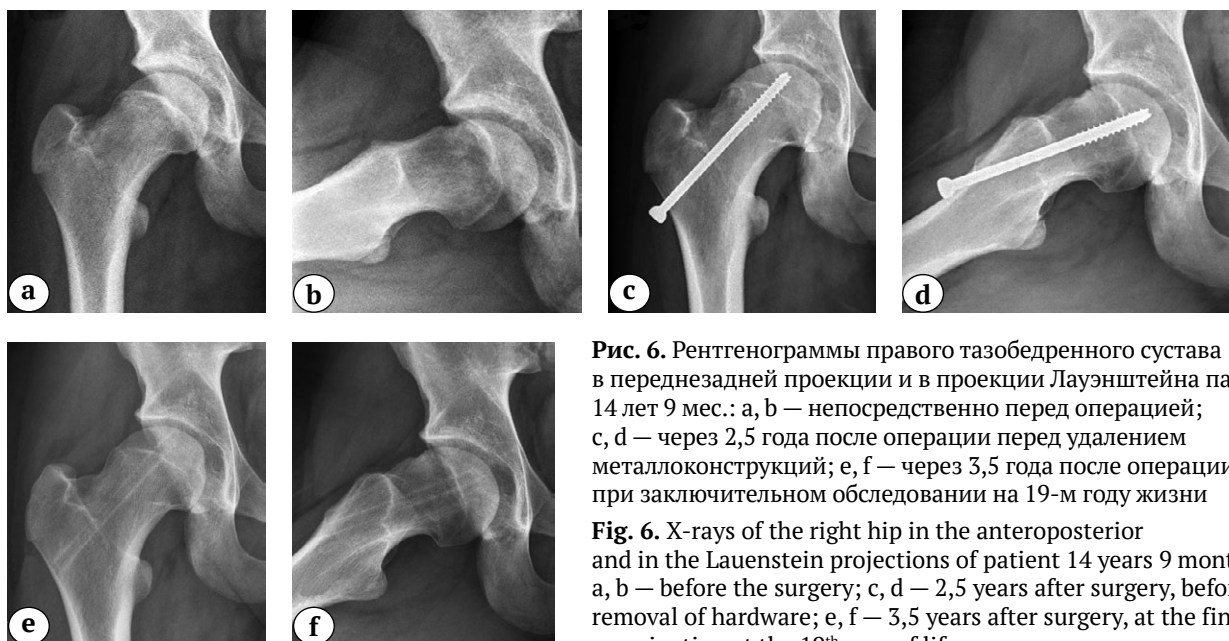 a
b
c
d
e
f
Рис. 6. Рентгенограммы правого тазобедренного сустава
в переднезадней проекции и в проекции Лауэнштейна
14 лет 9 мес.: a, b — непосредственно перед операцией;
c, d — через 2,5 года после операции перед удалением
металлоконструкций; e, f — через 3,5 года после операции
при заключительном обследовании на 19-м году жизни
Fig. 6. X-rays of the right hip in the anteroposterior
and in the Lauenstein projections of patient 14 years 9
a, b — before the surgery; c, d — 2,5 years after surgery,
removal of hardware; e, f — 3,5 years after surgery, at the